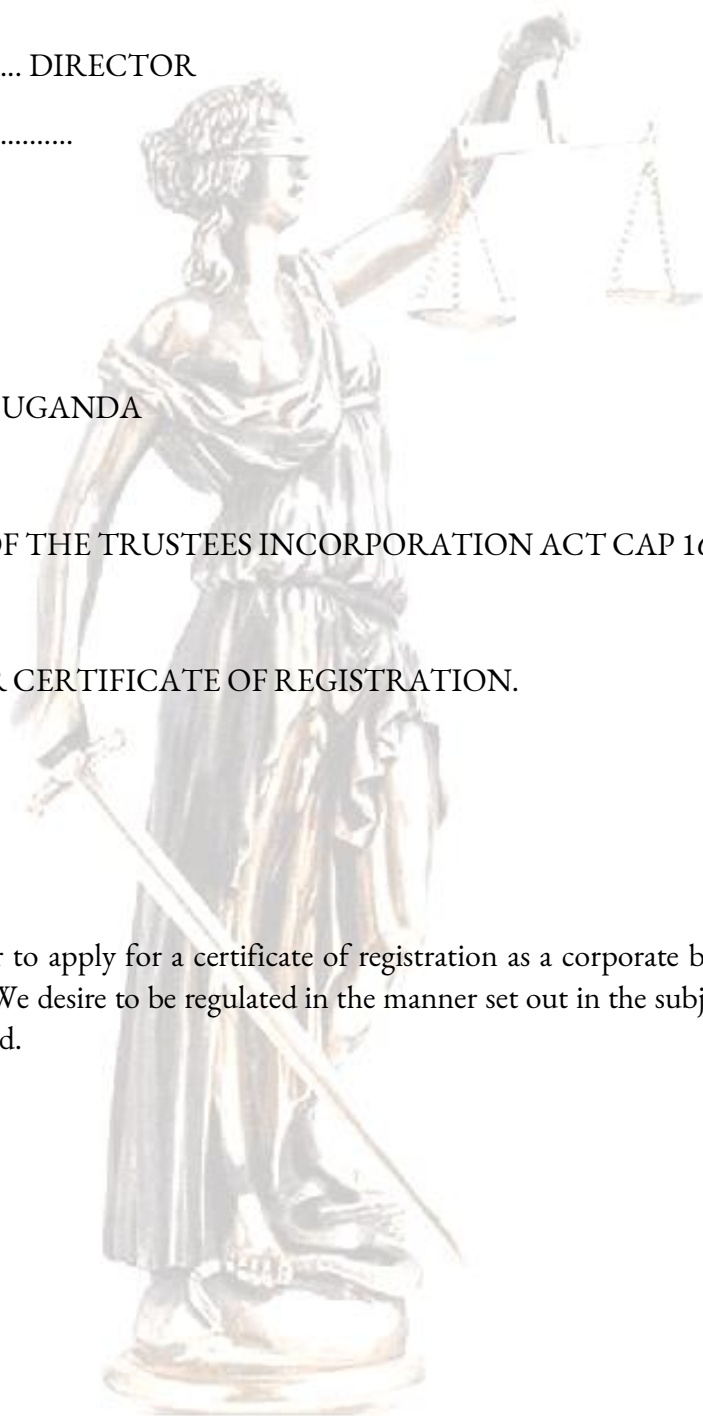 ... DIRECTOR
..........
UGANDA
OF THE TRUSTEES INCORPORATION ACT CAP 16
CERTIFICATE OF REGISTRATION.
to apply for a certificate of registration as a corporate b
We desire to be regulated in the manner set out in the subj
d.